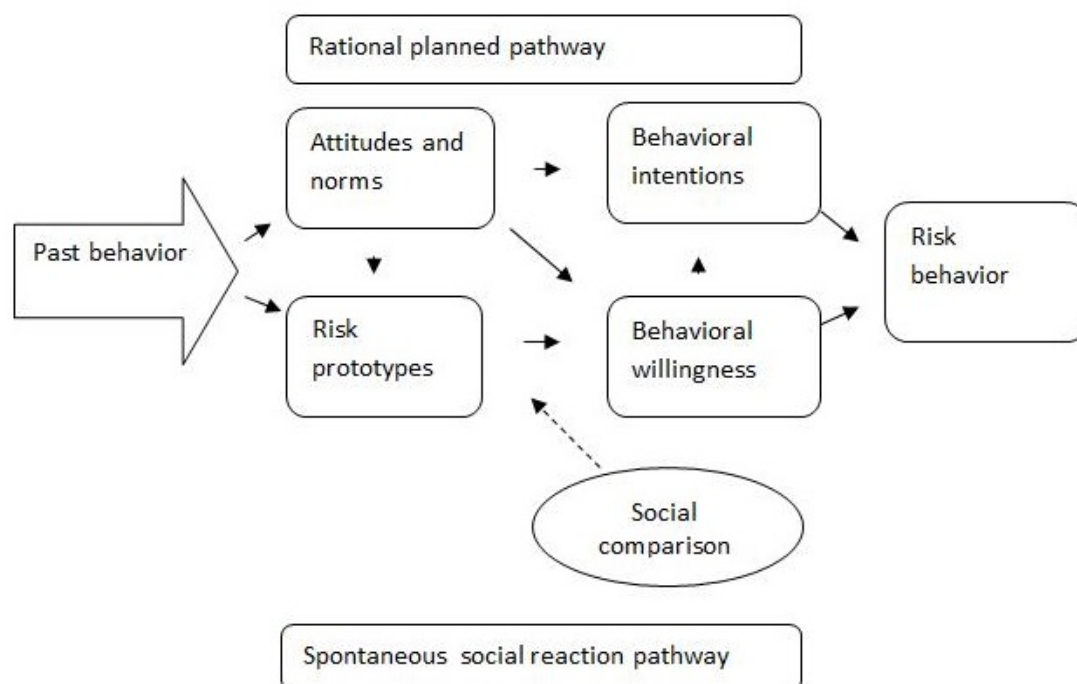 Rational planned pathway
Attitudes and
norms
Behavioral
intentions
Past behavior
Risk
behavior
Risk
prototypes
Behavioral
willingness
Social
comparison
Spontaneous social reaction pathway